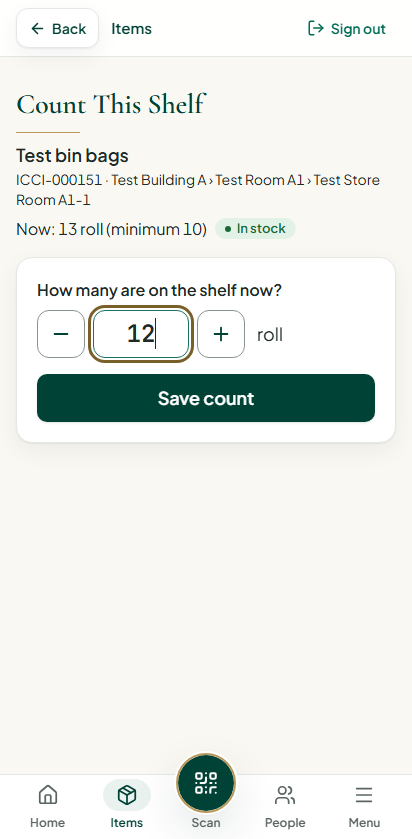 Back
Items
Sign out
Count This Shelf
Test bin bags
ICCI-000151 · Test Building A › Test Room A1 › Test Store
Room A1-1
Now: 13 roll (minimum 10)
In stock
How many are on the shelf now?
− 12 + roll
Save count
Home
Items
Scan
People
Menu